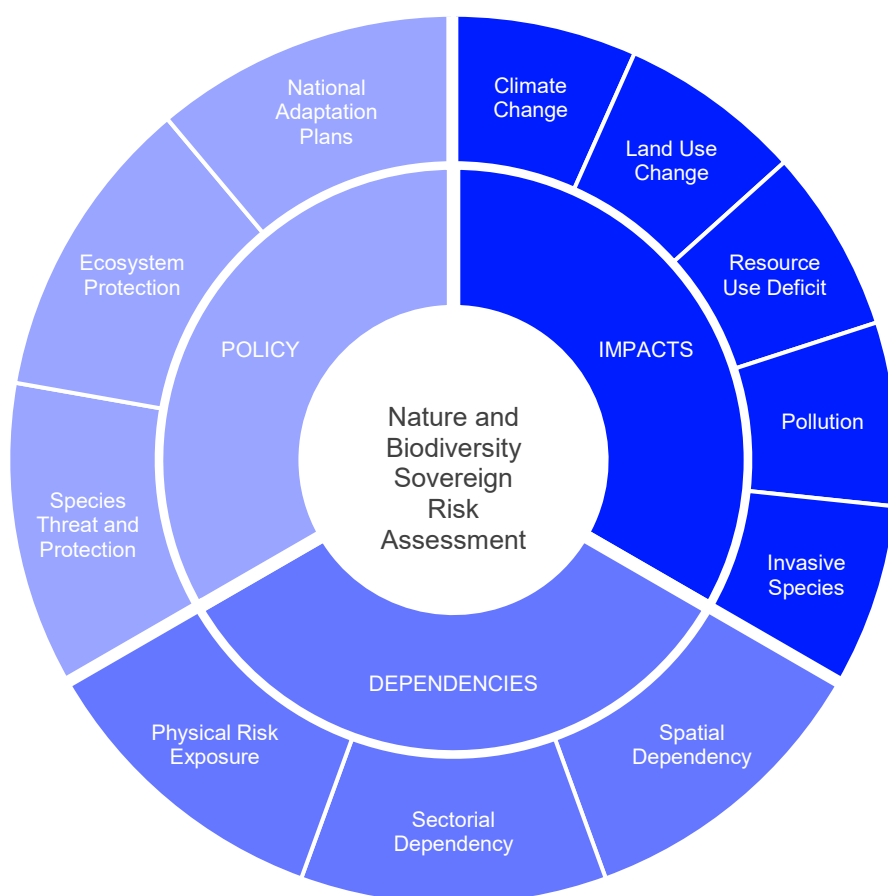 National
Adaptation
Plans
Climate
Change
Land Use
Change
Ecosystem
Protection
Resource
Use Deficit
POLICY
IMPACTS
Nature and
Biodiversity
Sovereign
Risk
Assessment
Pollution
Species
Threat and
Protection
Invasive
Species
DEPENDENCIES
Physical Risk
Exposure
Spatial
Dependency
Sectorial
Dependency